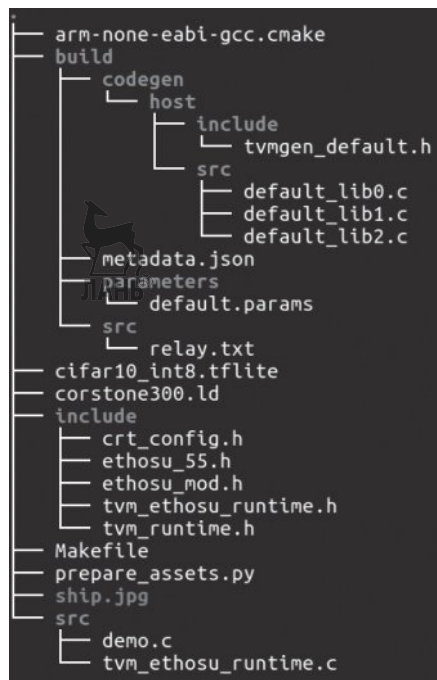 .
arm-none-eabi-gcc.cmake
build
codegen
host
include
tvmgen_default.h
src
default_lib0.c
default_lib1.c
default_lib2.c
metadata.json
parameters
ЛАНЬ
default.params
src
relay.txt
cifar10_int8.tflite
corstone300.ld
include
crt_config.h
ethosu_55.h
ethosu_mod.h
tvm_ethosu_runtime.h
tvm_runtime.h
Makefile
prepare_assets.py
ship.jpg
src
demo.c
tvm_ethosu_runtime.c